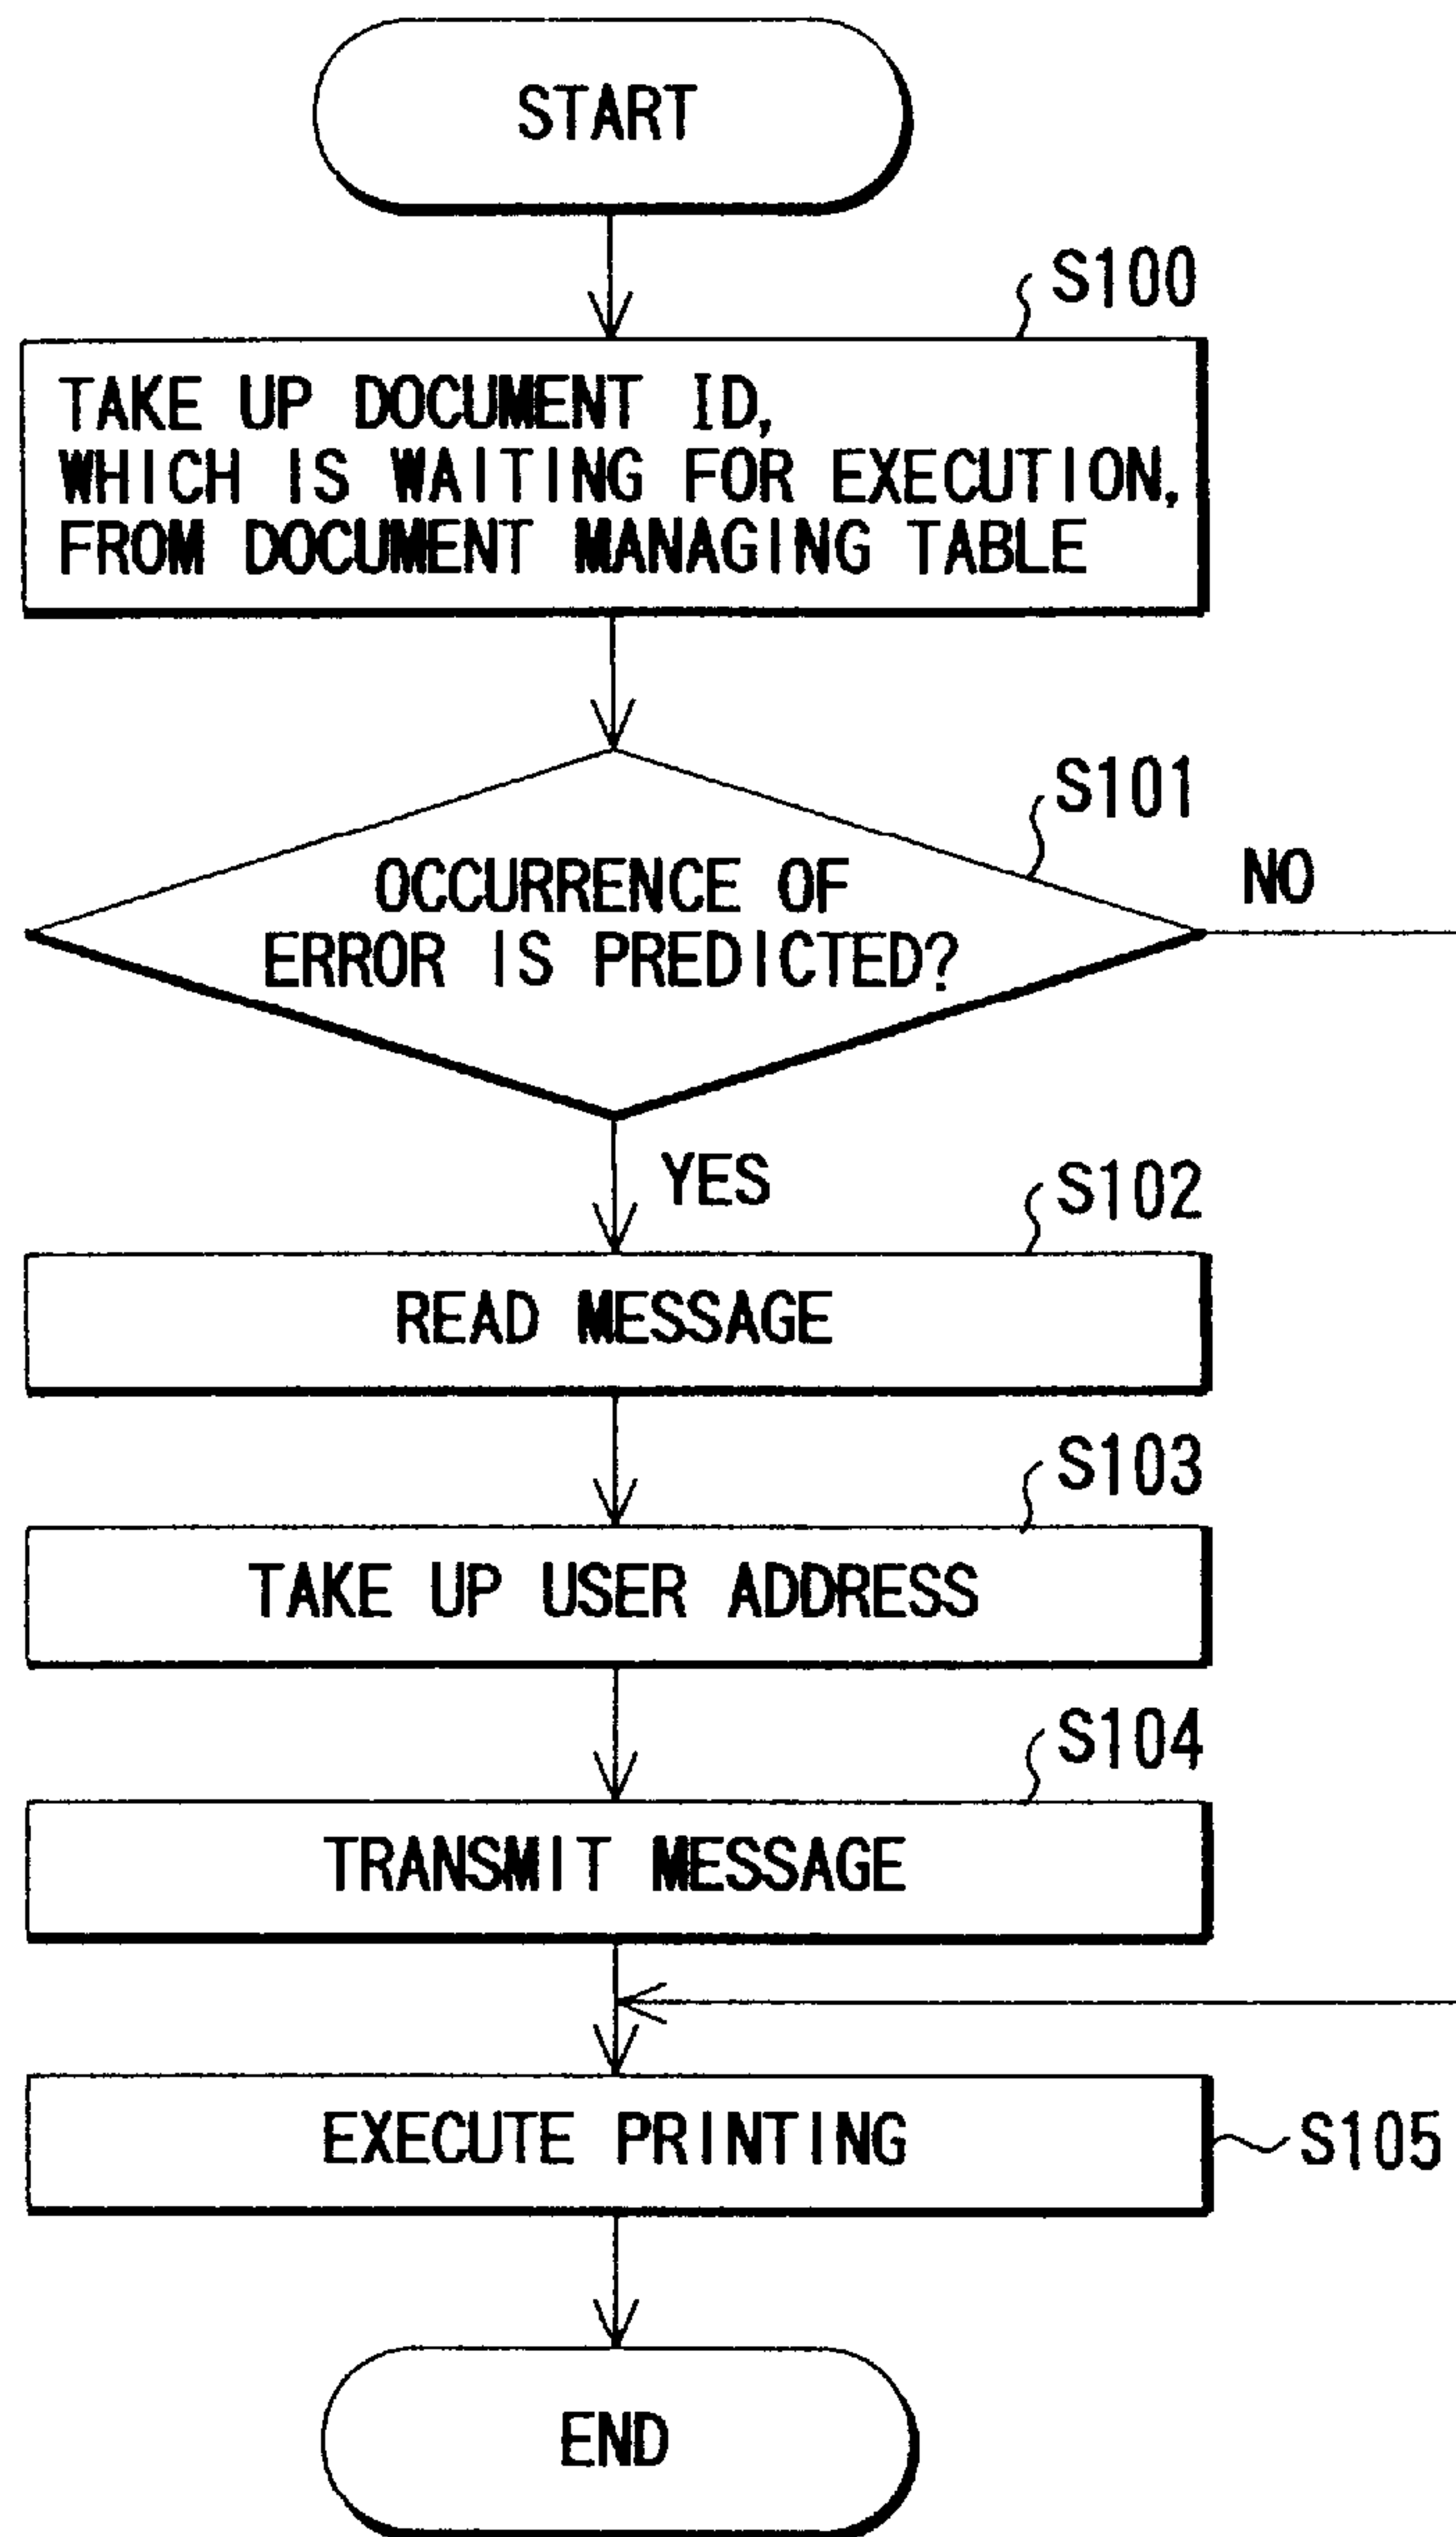 START
S100
TAKE UP DOCUMENT ID,
WHICH IS WAITING FOR EXECUTION,
FROM DOCUMENT MANAGING TABLE
S101
OCCURRENCE OF
ERROR IS PREDICTED?
NO
YES
S102
READ MESSAGE
S103
TAKE UP USER ADDRESS
S104
TRANSMIT MESSAGE
EXECUTE PRINTING
S105
END